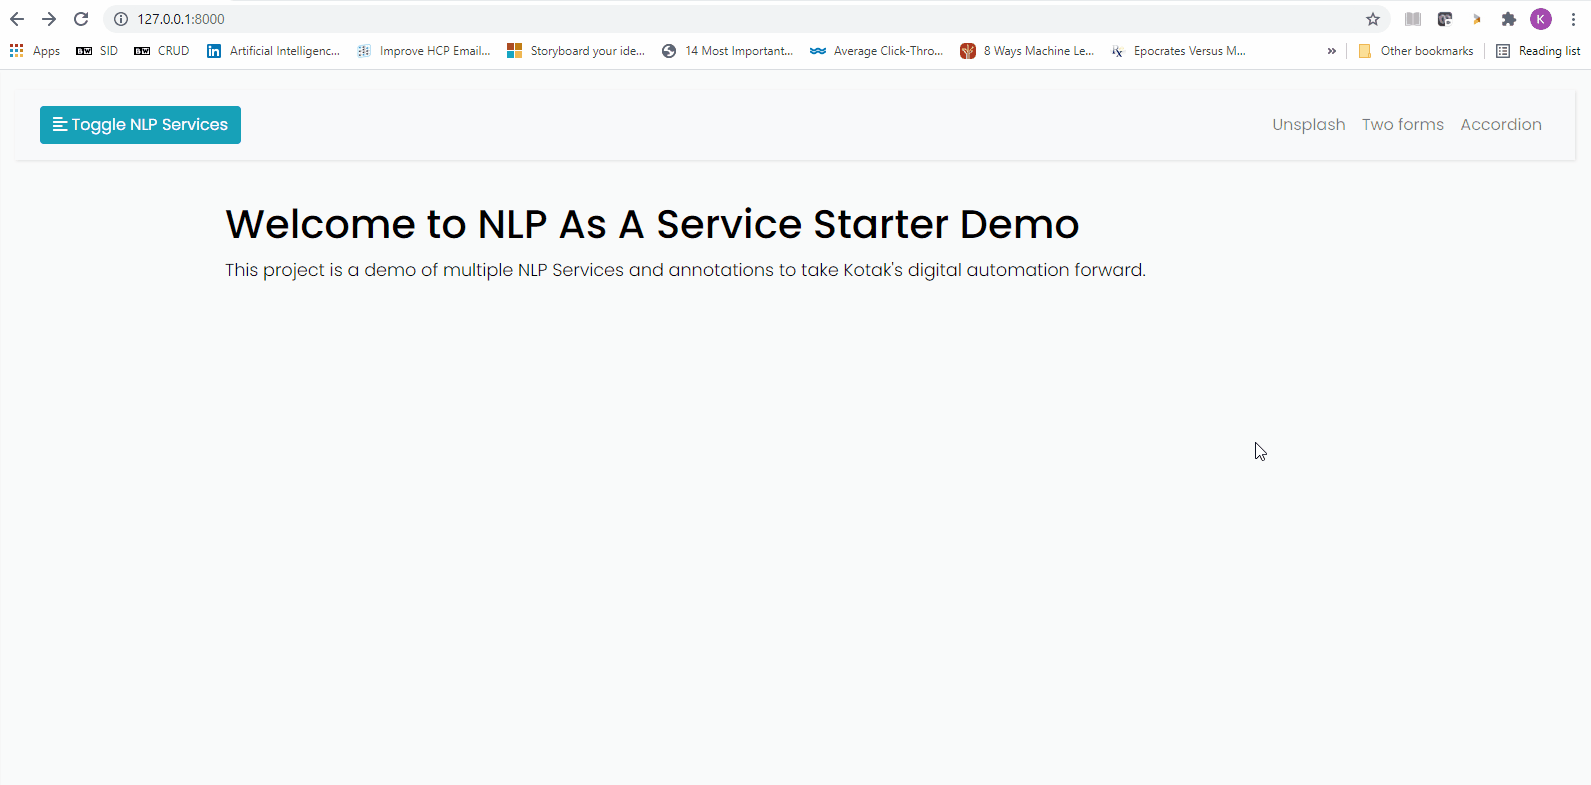 127.0.0.1:8000
K
Apps
SID
CRUD
Artificial Intelligenc...
Improve HCP Email...
Storyboard your ide...
14 Most Important...
Average Click-Thro...
8 Ways Machine Le...
Epocrates Versus M...
»
Other bookmarks
Reading list
Toggle NLP Services
Unsplash
Two forms
Accordion
Welcome to NLP As A Service Starter Demo
This project is a demo of multiple NLP Services and annotations to take Kotak's digital automation forward.